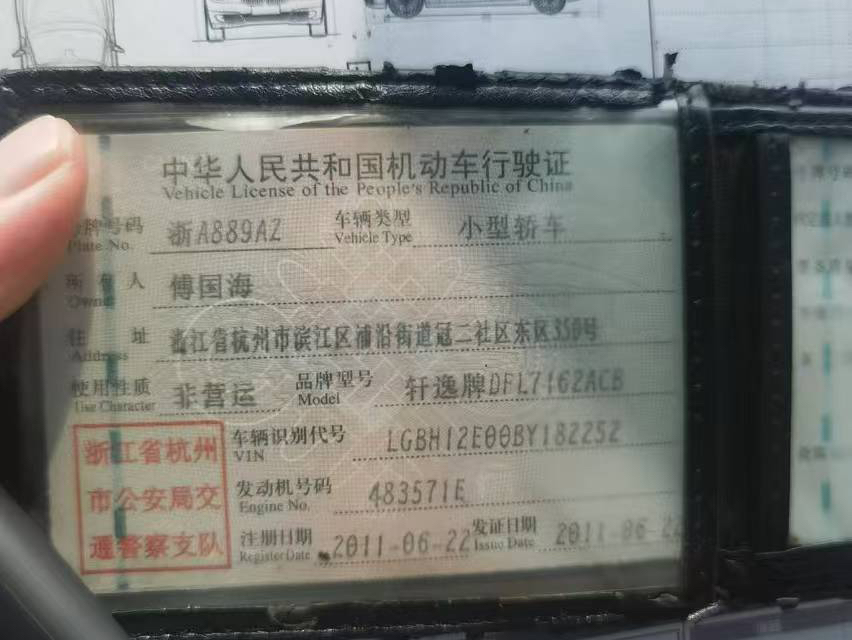 中华人民共和国机动车行驶证
Vehicle License of the People's Republic of China
号牌号码 浙A889AZ 车辆类型 小型轿车
Plate No. Vehicle Type
所有人 傅国海
Owner
住址 浙江省杭州市滨江区浦沿街道冠二社区东区350号
Address
使用性质 非营运 品牌型号 轩逸牌DFL7162ACB
Use Character Model
浙江省杭州
市公安局交
通警察支队
车辆识别代号 LGBH12E00BY182252
VIN
发动机号码 483571E
Engine No.
注册日期 2011-06-22 发证日期 2011-06-22
Register Date Issue Date